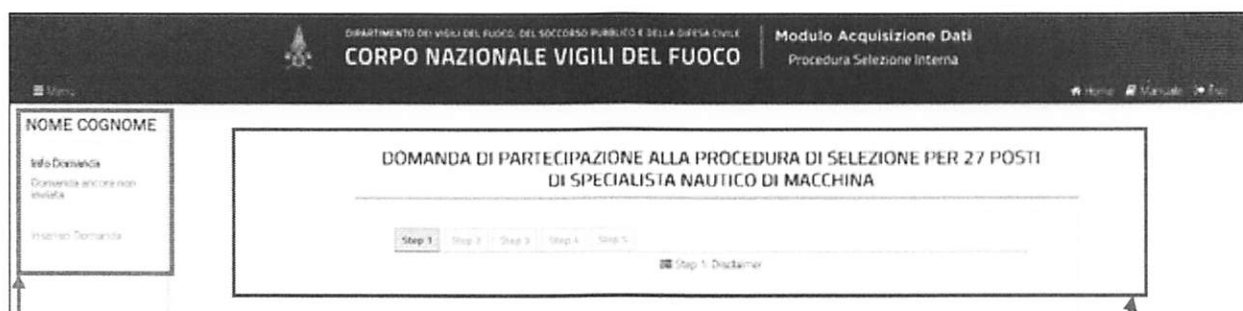 DIPARTIMENTO DEI VIGILI DEL FUOCO, DEL SOCCORSO PUBBLICO E DELLA DIFESA CIVILE
CORPO NAZIONALE VIGILI DEL FUOCO
Modulo Acquisizione Dati
Procedura Selezione Interna
Menu
Home Manuale Esci
NOME COGNOME
Info Domanda
Domanda ancora non
inviata
Inserisci Domanda
DOMANDA DI PARTECIPAZIONE ALLA PROCEDURA DI SELEZIONE PER 27 POSTI
DI SPECIALISTA NAUTICO DI MACCHINA
Step 1 Step 2 Step 3 Step 4 Step 5
Step 1: Disclaimer